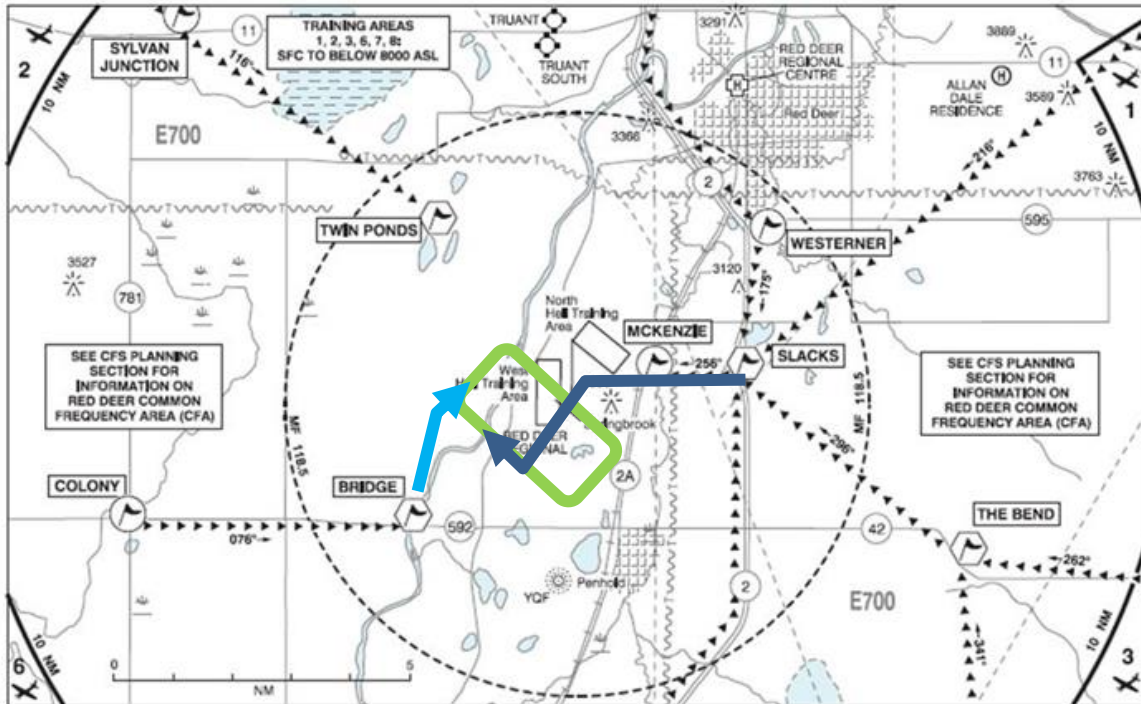 TRAINING AREAS
1, 2, 3, 6, 7, 8:
SFC TO BELOW 8000 ASL
11
SYLVAN
JUNCTION
2
10 NM
116°
TRUANT
TRUANT
SOUTH
3291
RED DEER
REGIONAL
CENTRE
H
Red Deer
3869
11
H
ALLAN
DALE
RESIDENCE
3589
1
10 NM
E700
3366
216°
3763
2
TWIN PONDS
595
WESTERNER
3527
781
3120
175°
North
Heli Training
Area
MCKENZIE
256°
SLACKS
SEE CFS PLANNING
SECTION FOR
INFORMATION ON
RED DEER COMMON
FREQUENCY AREA (CFA)
MF 118.5
West
Training
Area
MF 118.5
SEE CFS PLANNING
SECTION FOR
INFORMATION ON
RED DEER COMMON
FREQUENCY AREA (CFA)
RED DEER
REGIONAL
296°
2A
COLONY
BRIDGE
076°
592
42
THE BEND
262°
YQF
Penhold
2
E700
341°
10 NM
6
0
5
NM
10 NM
3